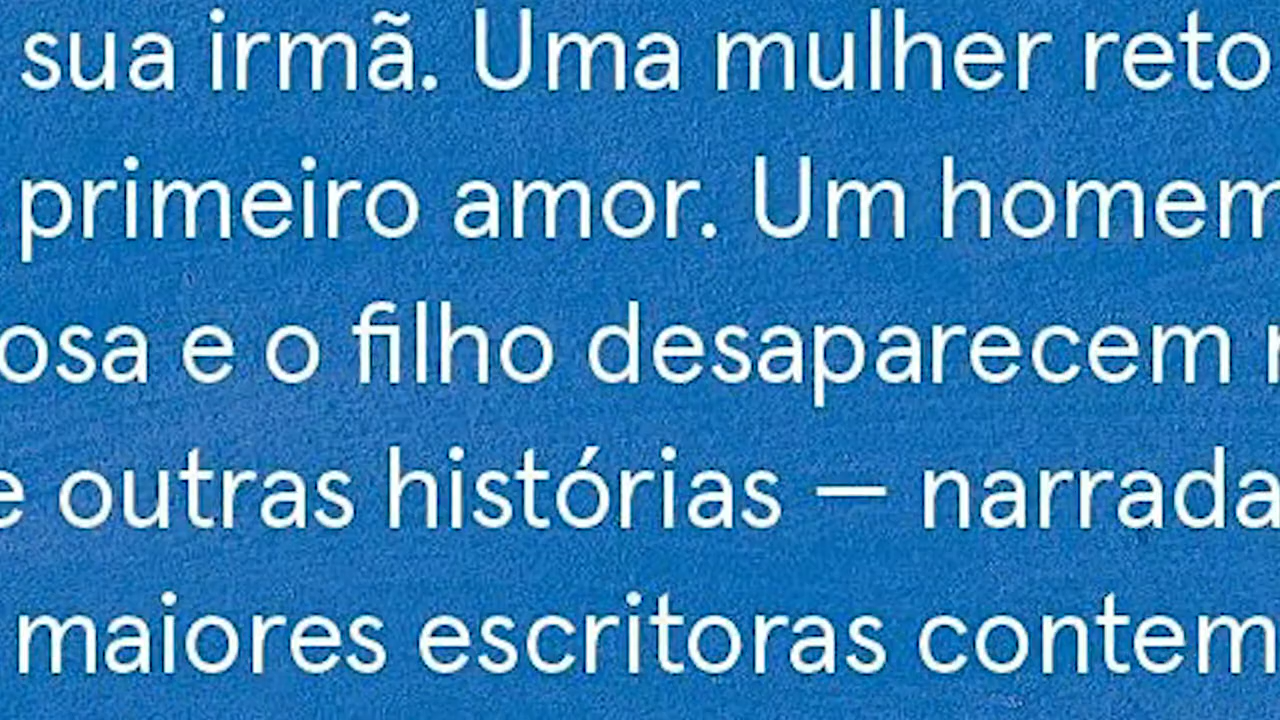 sua irmã. Uma mulher reto
primeiro amor. Um homem
osa e o filho desaparecem
e outras histórias — narrada
maiores escritoras contem